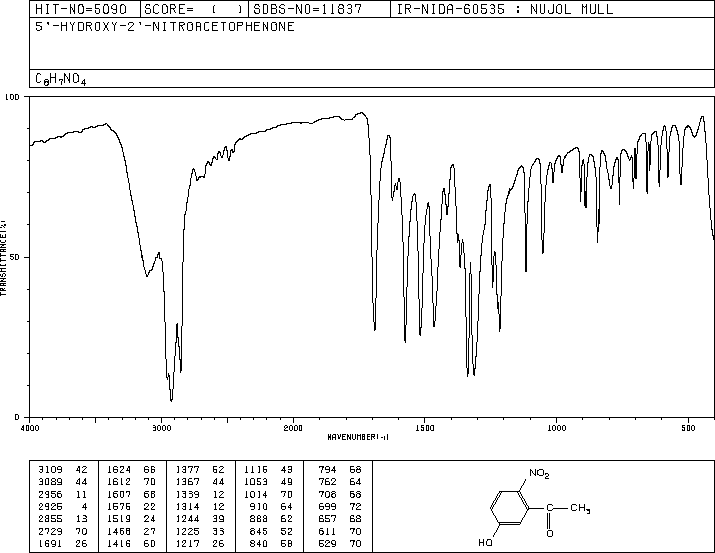 HIT-NO=5090 SCORE= ( ) SDBS-NO=11837 IR-NIDA-60535 : NUJOL MULL
5'-HYDROXY-2'-NITROACETOPHENONE
C8H7NO4
100
TRANSMITTANCE(%)
50
0
4000 3000 2000 1500 1000 500
WAVENUMBER(-1)
3109 42 1624 66 1377 52 1116 43 794 68
3089 44 1612 70 1367 44 1053 49 762 64
2956 11 1607 68 1339 12 1014 70 708 68
2925 4 1576 22 1314 12 910 64 699 72
2855 13 1519 24 1244 39 888 62 657 68
2729 70 1468 27 1225 33 845 52 611 70
1691 26 1416 60 1217 26 840 58 529 70
NO2
CH3
C
O
HO